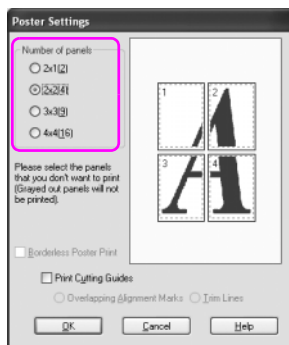 Poster Settings
Number of panels
2x1(2)
2x2(4)
3x3(9)
4x4(16)
1 2
3 4
Please select the panels
that you don't want to print
(Grayed out panels will not
be printed).
Borderless Poster Print
Print Cutting Guides
Overlapping Alignment Marks Trim Lines
OK Cancel Help